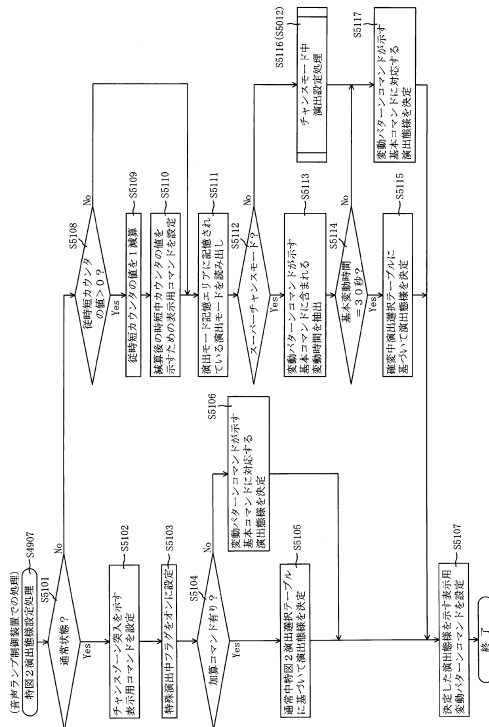 (音声ランプ制御装置での処理)
特図2演出態様設定処理
S4907
S5101
通常状態?
No
Yes
S5102
チャンスゾーン突入を示す
表示用コマンドを設定
S5103
特殊演出中フラグをオンに設定
S5104
加算コマンド有り?
No
Yes
S5105
通常中特図2演出選択テーブル
に基づいて演出態様を決定
S5106
変動パターンコマンドが示す
基本コマンドに対応する
演出態様を決定
S5107
決定した演出態様を示す表示用
変動パターンコマンドを設定
終了
S5108
従時短カウンタ
の値>0?
No
Yes
S5109
従時短カウンタの値を1減算
S5110
減算後の時短中カウンタの値を
示すための表示用コマンドを設定
S5111
演出モード記憶エリアに記憶され
ている演出モードを読み出し
S5112
スーパーチャンスモード?
No
Yes
S5113
変動パターンコマンドが示す
基本コマンドに含まれる
変動時間を抽出
S5114
基本変動時間
=30秒?
No
Yes
S5115
確変中演出選択テーブルに
基づいて演出態様を決定
S5116(S5012)
チャンスモード中
演出設定処理
S5117
変動パターンコマンドが示す
基本コマンドに対応する
演出態様を決定